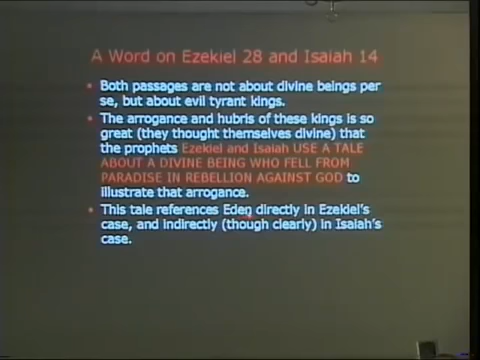 A Word on Ezekiel 28 and Isaiah 14
Both passages are not about divine beings per
se, but about evil tyrant kings.
The arrogance and hubris of these kings is so
great (they thought themselves divine) that
the prophets Ezekiel and Isaiah USE A TALE
ABOUT A DIVINE BEING WHO FELL FROM
PARADISE IN REBELLION AGAINST GOD to
illustrate that arrogance.
This tale references Eden directly in Ezekiel's
case, and indirectly (though clearly) in Isaiah's
case.